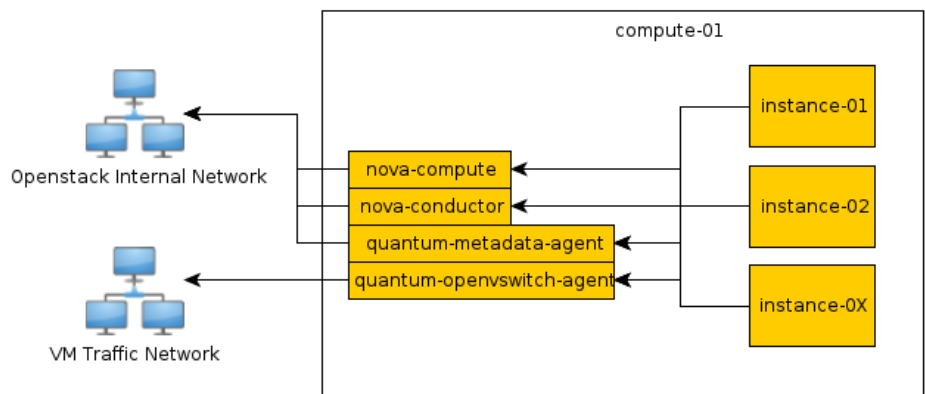 compute-01
Openstack Internal Network
VM Traffic Network
nova-compute
nova-conductor
quantum-metadata-agent
quantum-openvswitch-agent
instance-01
instance-02
instance-0X